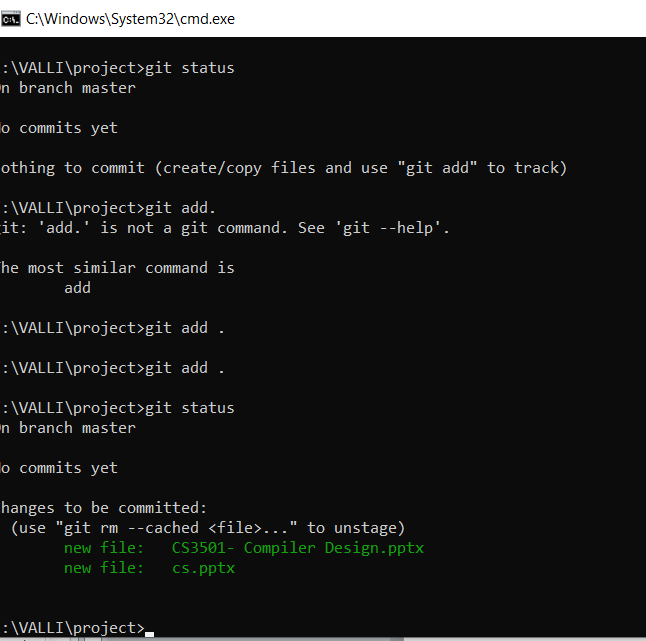 C:\Windows\System32\cmd.exe
:\VALLI\project>git status
n branch master
o commits yet
othing to commit (create/copy files and use "git add" to track)
:\VALLI\project>git add.
it: 'add.' is not a git command. See 'git --help'.
he most similar command is
add
:\VALLI\project>git add .
:\VALLI\project>git add .
:\VALLI\project>git status
n branch master
o commits yet
hanges to be committed:
(use "git rm --cached <file>..." to unstage)
new file:   CS3501- Compiler Design.pptx
new file:   cs.pptx
:\VALLI\project>